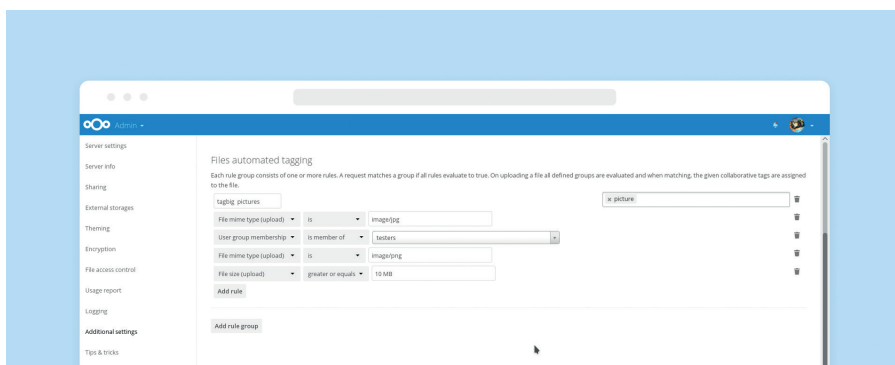 Admin
Server settings
Server info
Sharing
External storages
Theming
Encryption
File access control
Usage report
Logging
Additional settings
Tips & tricks
Files automated tagging
Each rule group consists of one or more rules. A request matches a group if all rules evaluate to true. On uploading a file all defined groups are evaluated and when matching, the given collaborative tags are assigned
to the file.
tagbig pictures
x picture
File mime type (upload) is image/jpg
User group membership is member of testers
File mime type (upload) is image/png
File size (upload) greater or equals 10 MB
Add rule
Add rule group